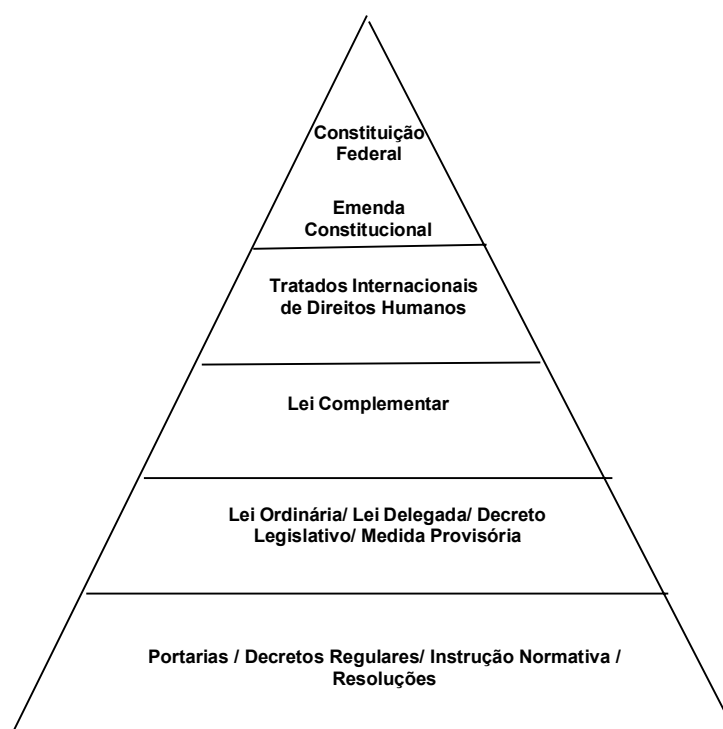 Constituição
Federal
Emenda
Constitucional
Tratados Internacionais
de Direitos Humanos
Lei Complementar
Lei Ordinária/ Lei Delegada/ Decreto
Legislativo/ Medida Provisória
Portarias / Decretos Regulares/ Instrução Normativa /
Resoluções